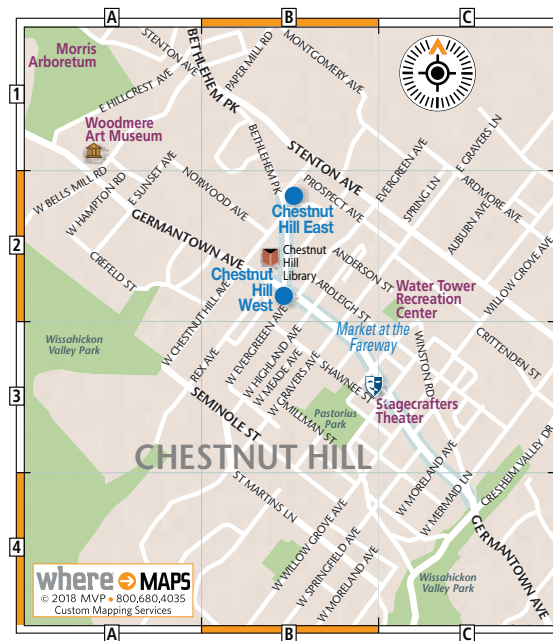 A
B
C
Morris
Arboretum
STENTON AVE
BETHLEHEM PK
PAPER MILL RD
MONTGOMERY AVE
E HILLCREST AVE
1
Woodmere
Art Museum
BETHLEHEM PK
STENTON AVE
EVERGREEN AVE
E GRAVERS LN
W BELLS MILL RD
W HAMPTON RD
E SUNSET AVE
NORWOOD AVE
PROSPECT AVE
SPRING LN
ARDMORE AVE
AUBURN AVE
Chestnut
Hill East
GERMANTOWN AVE
2
CREFELD ST
Chestnut
Hill
Library
ANDERSON ST
WILLOW GROVE AVE
Chestnut
Hill
West
ARDLEIGH ST
Water Tower
Recreation
Center
W CHESTNUT HILL AVE
Market at the
Fareway
CRITTENDEN ST
Wissahickon
Valley Park
REX AVE
W EVERGREEEN AVE
W HIGHLAND AVE
W MEADE AVE
W GRAVERS AVE
SHAWNEE ST
WINSTON RD
3
SEMINOLE ST
MILLMAN ST
Pastorius
Park
Stagecrafters
Theater
CHESTNUT HILL
CRESHEIM VALLEY DR
W MORELAND AVE
W MERMAID LN
ST MARTINS LN
GERMANTOWN AVE
4
W WILLOW GROVE AVE
W SPRINGFIELD AVE
W MORELAND AVE
Wissahickon
Valley Park
where MAPS
© 2018 MVP • 800,680,4035
Custom Mapping Services
A
B
C